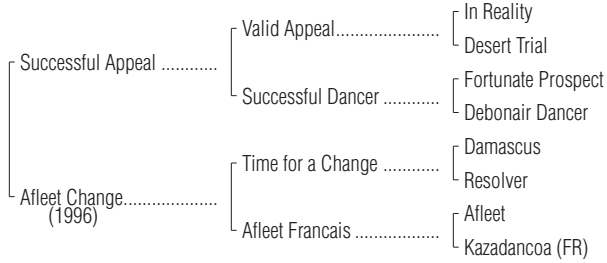 In Reality
Valid Appeal....................
Desert Trial
Successful Appeal ............
Fortunate Prospect
Successful Dancer ............
Debonair Dancer
Damascus
Time for a Change ............
Resolver
Afleet Change....................
(1996)
Afleet
Afleet Francais ..................
Kazadancoa (FR)